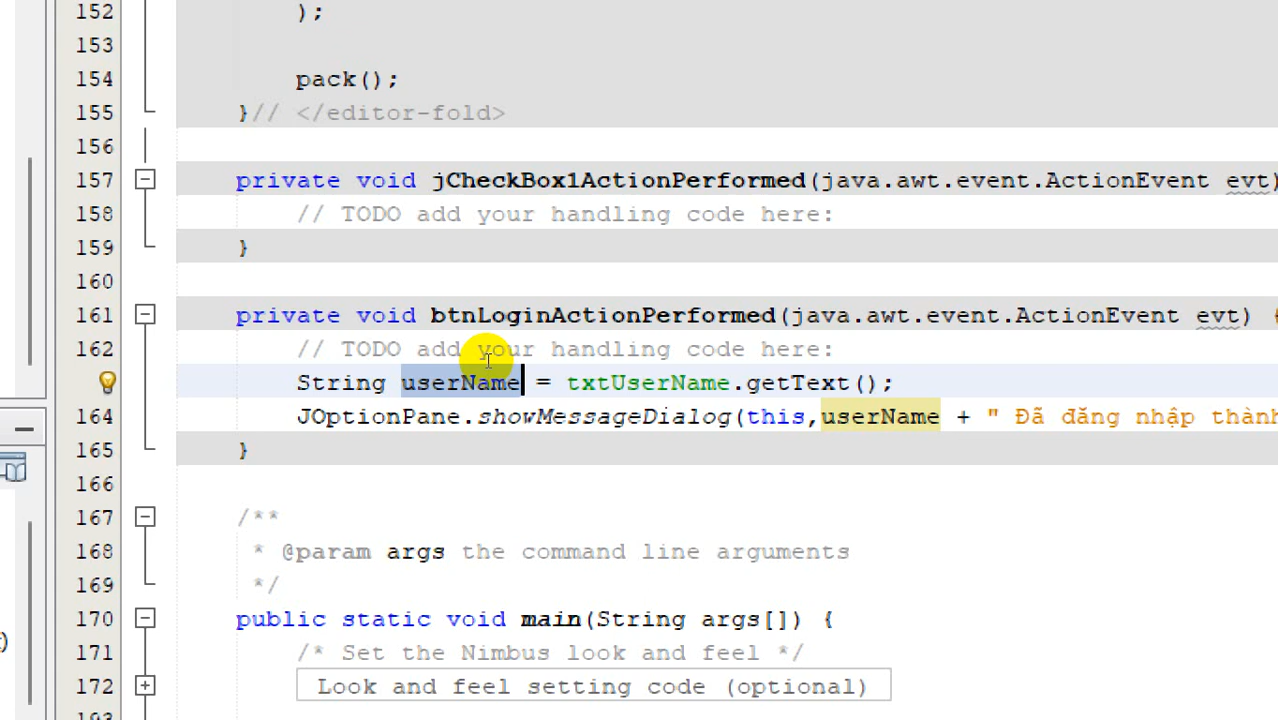 152 );
153
154 pack();
155 }// </editor-fold>
156
157 private void jCheckBox1ActionPerformed(java.awt.event.ActionEvent evt)
158 // TODO add your handling code here:
159 }
160
161 private void btnLoginActionPerformed(java.awt.event.ActionEvent evt) {
162 // TODO add your handling code here:
String userName = txtUserName.getText();
164 JOptionPane.showMessageDialog(this,userName + " Đã đăng nhập thành
165 }
166
167 /**
168 * @param args the command line arguments
169 */
170 public static void main(String args[]) {
171 /* Set the Nimbus look and feel */
172 Look and feel setting code (optional)
193